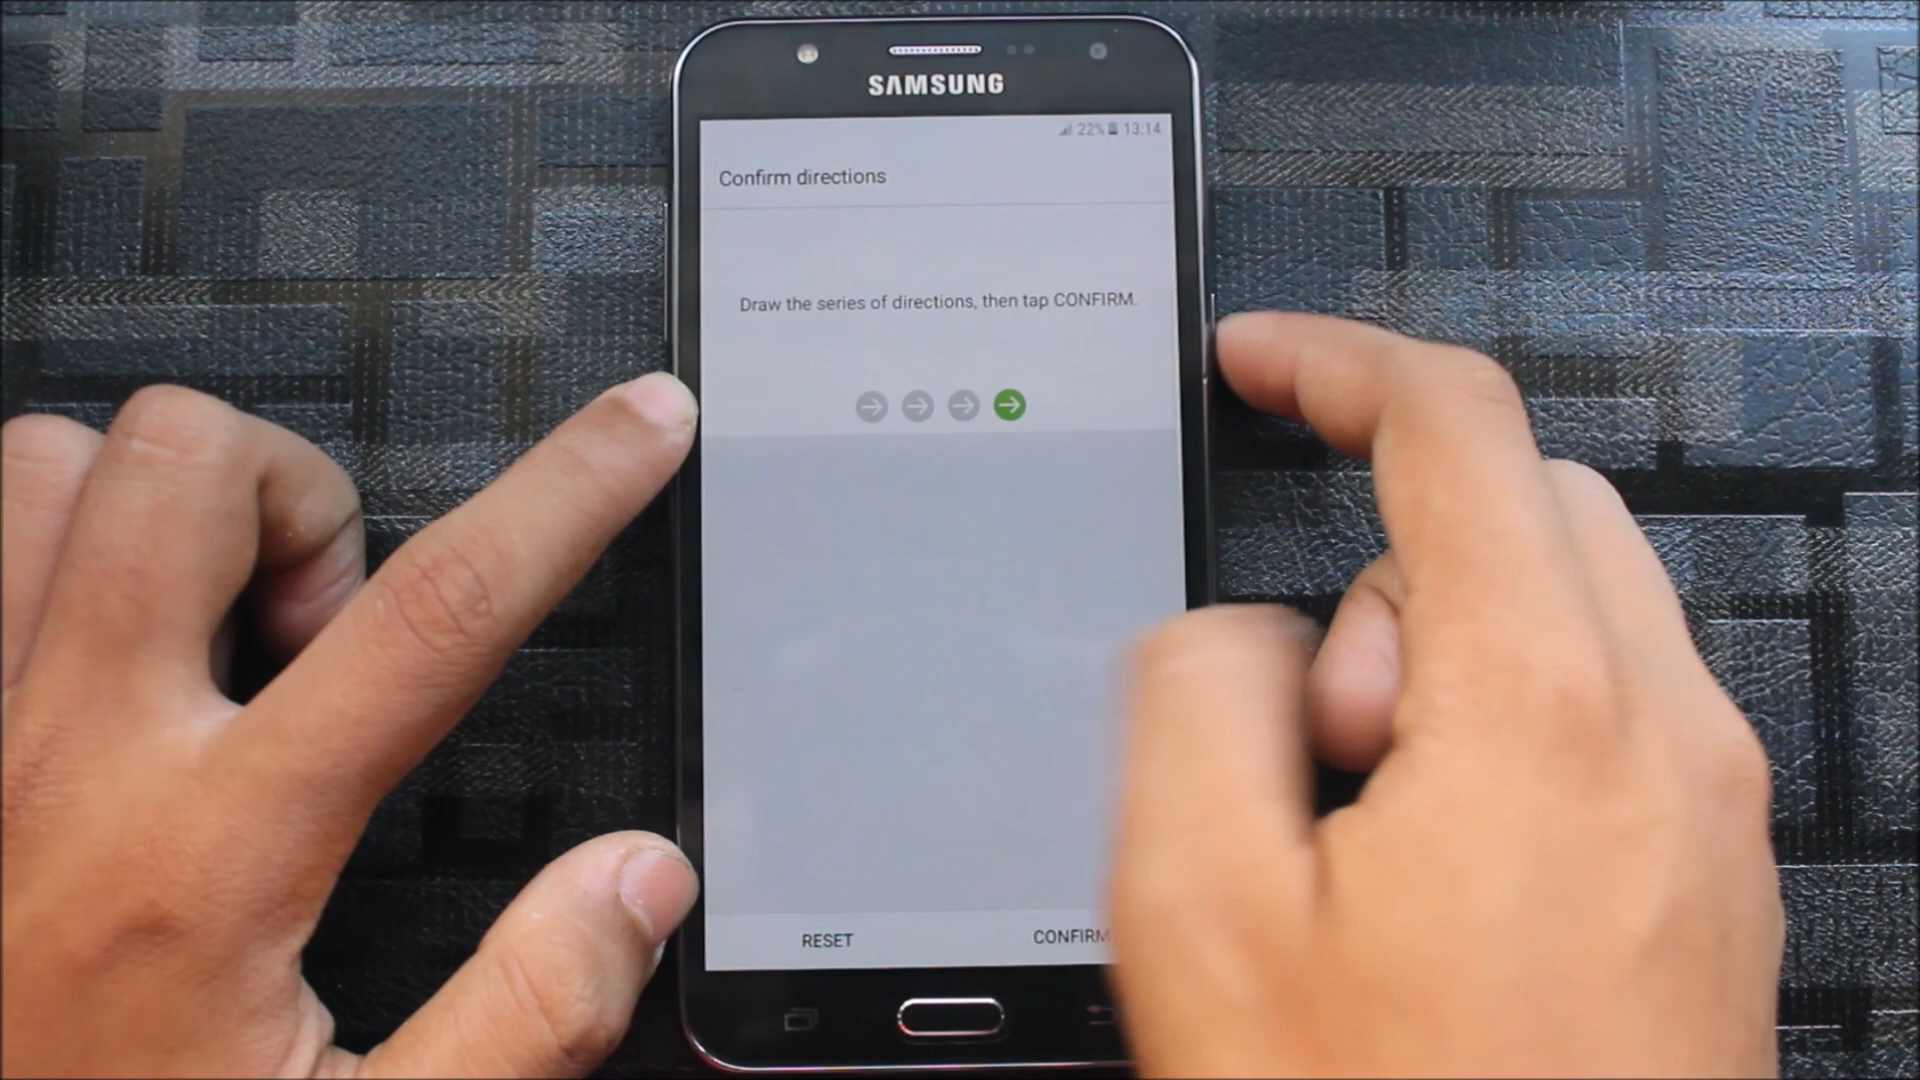 SAMSUNG
22% 13:14
Confirm directions
Draw the series of directions, then tap CONFIRM.
RESET
CONFIRM